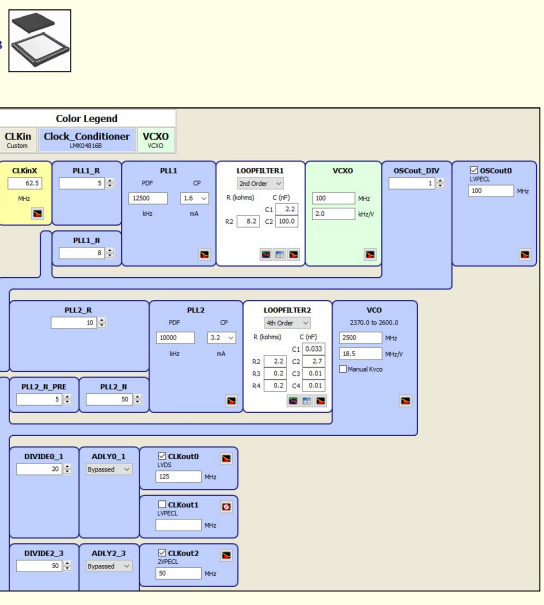 Color Legend
CLKin Clock_Conditioner VCXO
Custom LMK04816B VCXO
CLKinX PLL1_R PLL1 LOOPFILTER1 VCXO OSCout_DIV OSCout0
62.5 5 PDF CP 2nd Order 1 LVPECL
MHz 12500 1.6 R (kohms) C (nF) 100 MHz 100 MHz
kHz mA C1 2.2 2.0 kHz/V
R2 8.2 C2 100.0
PLL1_N
8
PLL2_R PLL2 LOOPFILTER2 VCO
10 PDF CP 4th Order 2370.0 to 2600.0
10000 3.2 R (kohms) C (nF) 2500 MHz
kHz mA C1 0.033 18.5 MHz/V
R2 2.2 C2 2.7 Manual Kvco
R3 0.2 C3 0.01
PLL2_N_PRE PLL2_N R4 0.2 C4 0.01
5 50
DIVIDE0_1 ADLY0_1 CLKout0
20 Bypassed LVDS
125 MHz
CLKout1
LVPECL
MHz
DIVIDE2_3 ADLY2_3 CLKout2
50 Bypassed 2VPECL
50 MHz